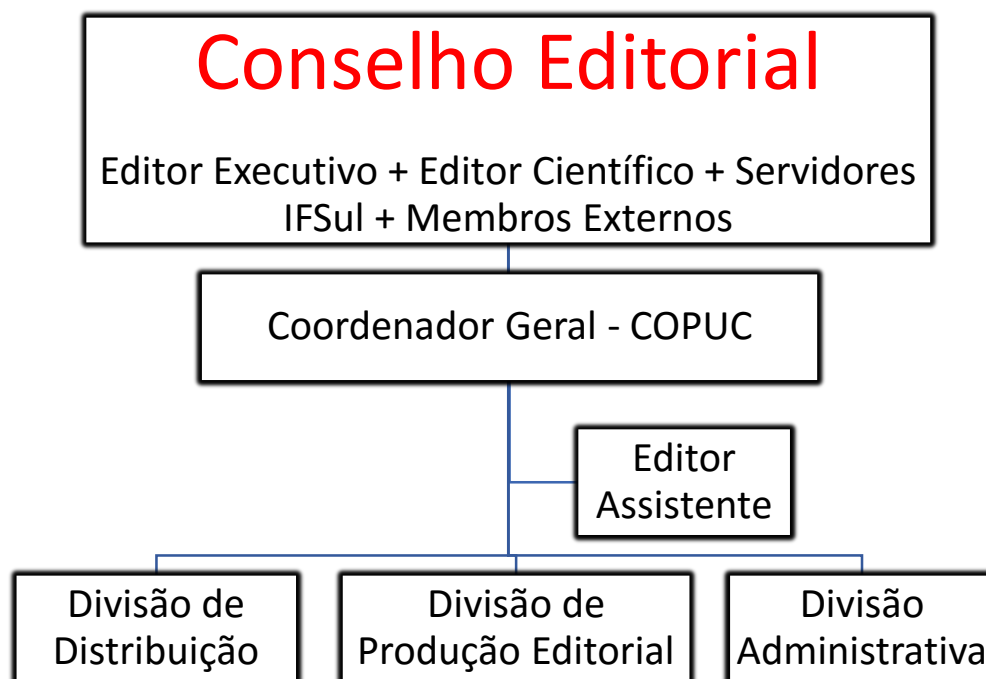 Conselho Editorial
Editor Executivo + Editor Científico + Servidores
IFSul + Membros Externos
Coordenador Geral - COPUC
Editor
Assistente
Divisão de
Distribuição
Divisão de
Produção Editorial
Divisão
Administrativa